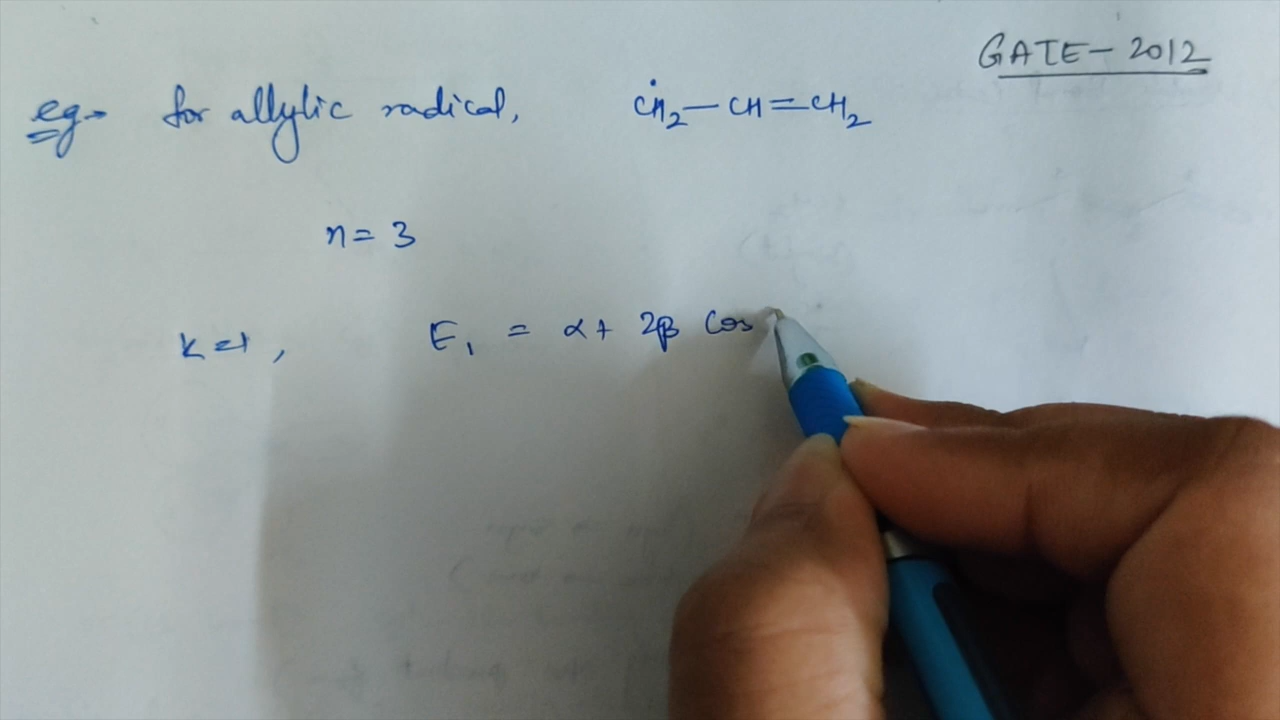 GATE-2012
eg→ for allylic radical, ĊH₂-CH=CH₂
n=3
k=1, E₁ = α+ 2β Cos